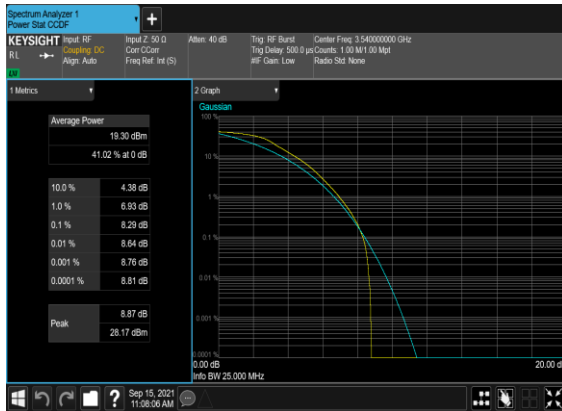 Spectrum Analyzer 1
Power Stat CCDF
+
KEYSIGHT
RL
Input: RF
Coupling: DC
Align: Auto
Input Z: 50 Ω
Corr CCorr
Freq Ref: Int (S)
Atten: 40 dB
Trig: RF Burst
Trig Delay: 500.0 µs
#IF Gain: Low
Center Freq: 3.540000000 GHz
Counts: 1.00 M/1.00 Mpt
Radio Std: None
1 Metrics
Average Power
19.30 dBm
41.02 % at 0 dB
10.0 % 4.38 dB
1.0 % 6.93 dB
0.1 % 8.29 dB
0.01 % 8.64 dB
0.001 % 8.76 dB
0.0001 % 8.81 dB
Peak
8.87 dB
28.17 dBm
2 Graph
Gaussian
100 %
10 %
1 %
0.1 %
0.01 %
0.001 %
0.0001 %
0.00 dB
20.00 d
Info BW 25.000 MHz
?
Sep 15, 2021
11:08:06 AM